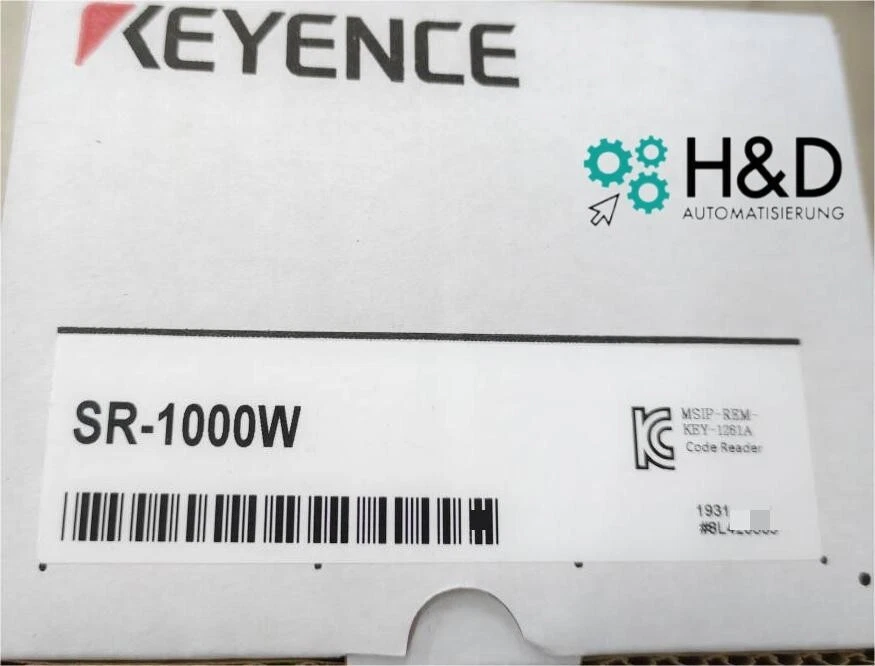 KEYENCE
H&D
AUTOMATISIERUNG
SR-1000W
MSIP-REM-
KEY-1261A
Code Reader
1931